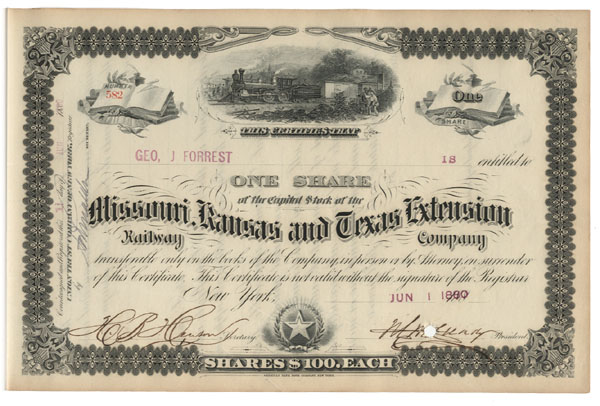 NUMBER
582
One
SHARE
THIS CERTIFIES THAT
GEO, J FORREST IS entitled to
ONE SHARE
of the Capital Stock of the
Missouri, Kansas and Texas Extension
Railway Company
transferable only on the books of the Company, in person or by Attorney, on surrender
of this Certificate. This Certificate is not valid without the signature of the Registrar
New York, JUN 1 1880
Secretary President
SHARES $100, EACH